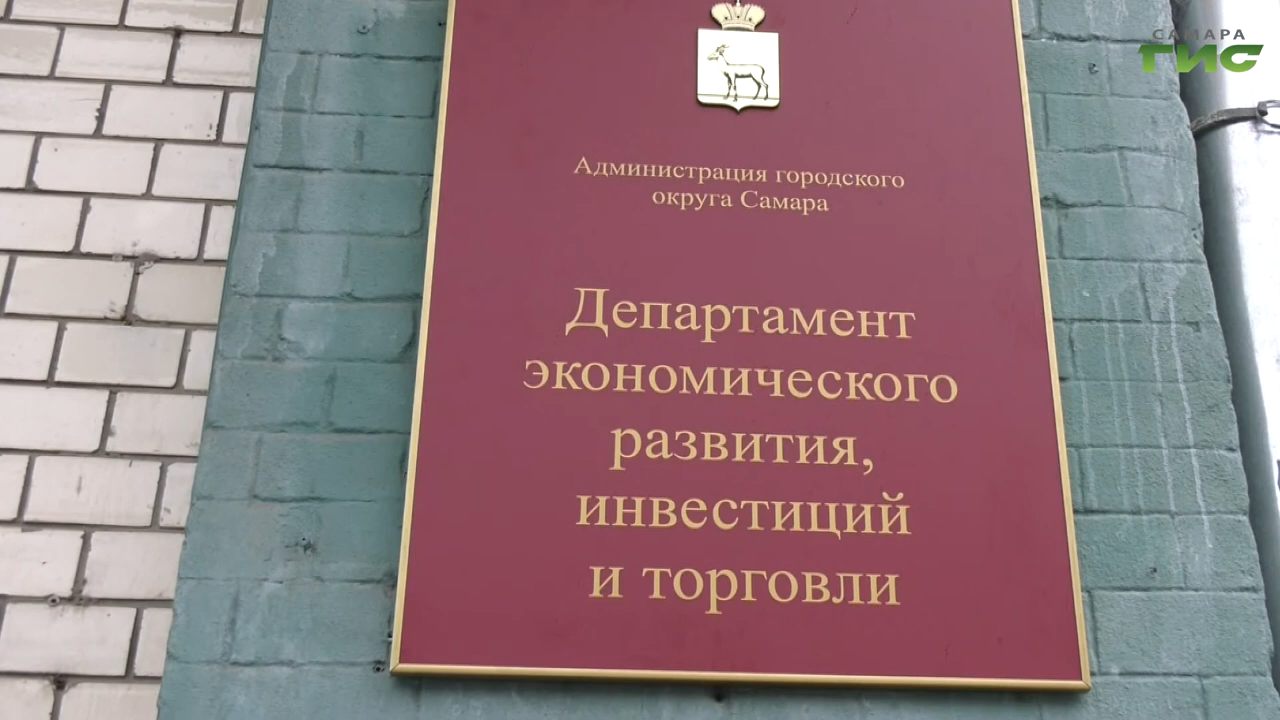 САМАРА
ГИС
Администрация городского
округа Самара
Департамент
экономического
развития,
инвестиций
и торговли